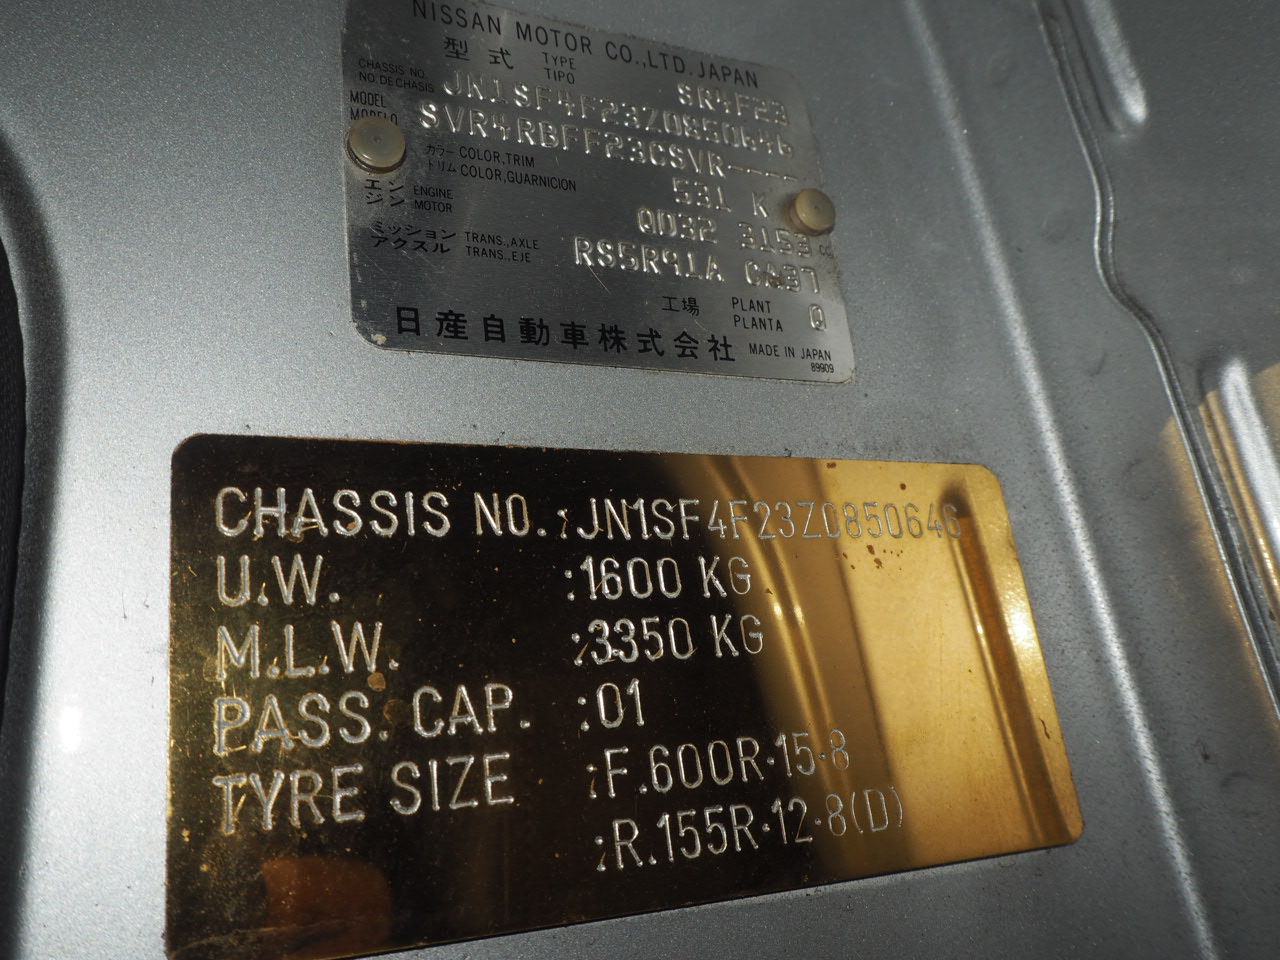 NISSAN MOTOR CO.,LTD.JAPAN
型式 TYPE TIPO SR4F23
CHASSIS NO. NO DE CHASIS JN1SF4F23Z0850646
MODEL MODELO SVR4RBFF23CSVR----
カラー COLOR,TRIM
トリム COLOR,GUARNICION 531 K
エンジン ENGINE MOTOR QD32 3153 cc
ミッション TRANS.,AXLE
アクスル TRANS.,EJE RS5R91A CA37
工場 PLANT PLANTA Q
日産自動車株式会社 MADE IN JAPAN
89909
CHASSIS NO. :JN1SF4F23Z0850646
U.W. :1600 KG
M.L.W. :3350 KG
PASS. CAP. :01
TYRE SIZE :F.600R·15·8
:R.155R·12·8(D)